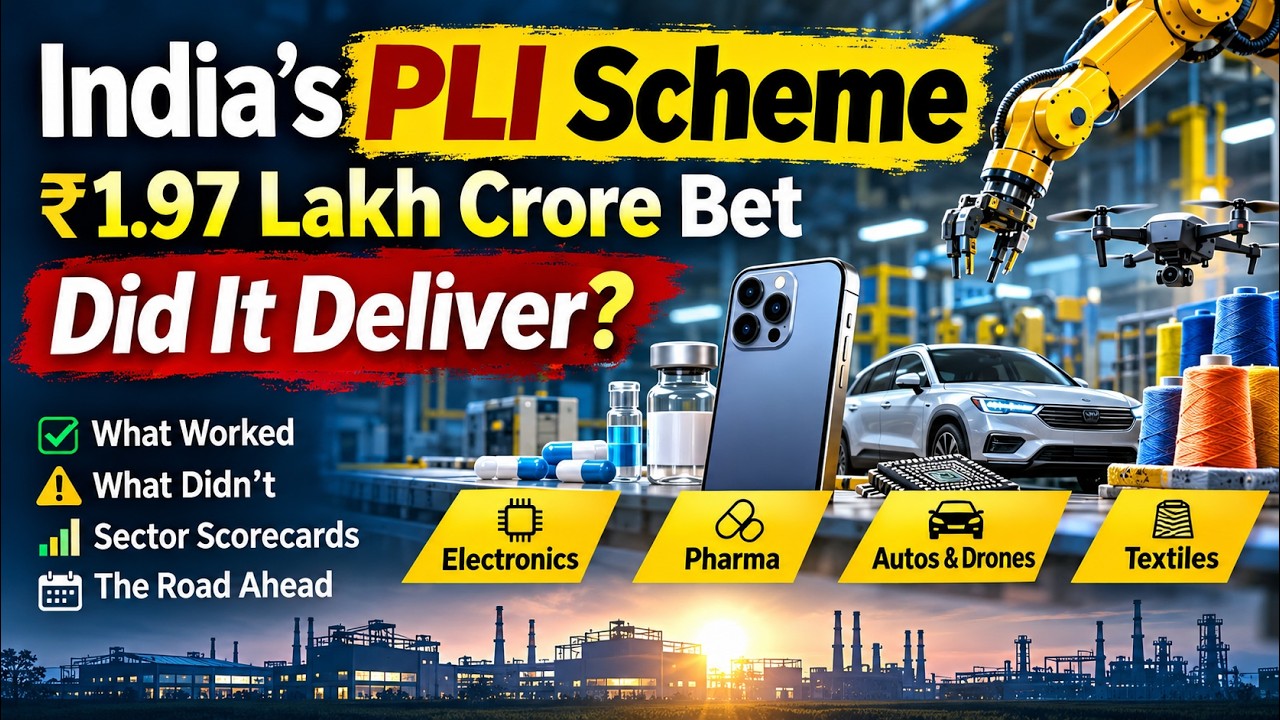 India's PLI Scheme
₹1.97 Lakh Crore Bet
Did It Deliver?
What Worked
What Didn't
Sector Scorecards
The Road Ahead
Electronics
Pharma
Autos & Drones
Textiles